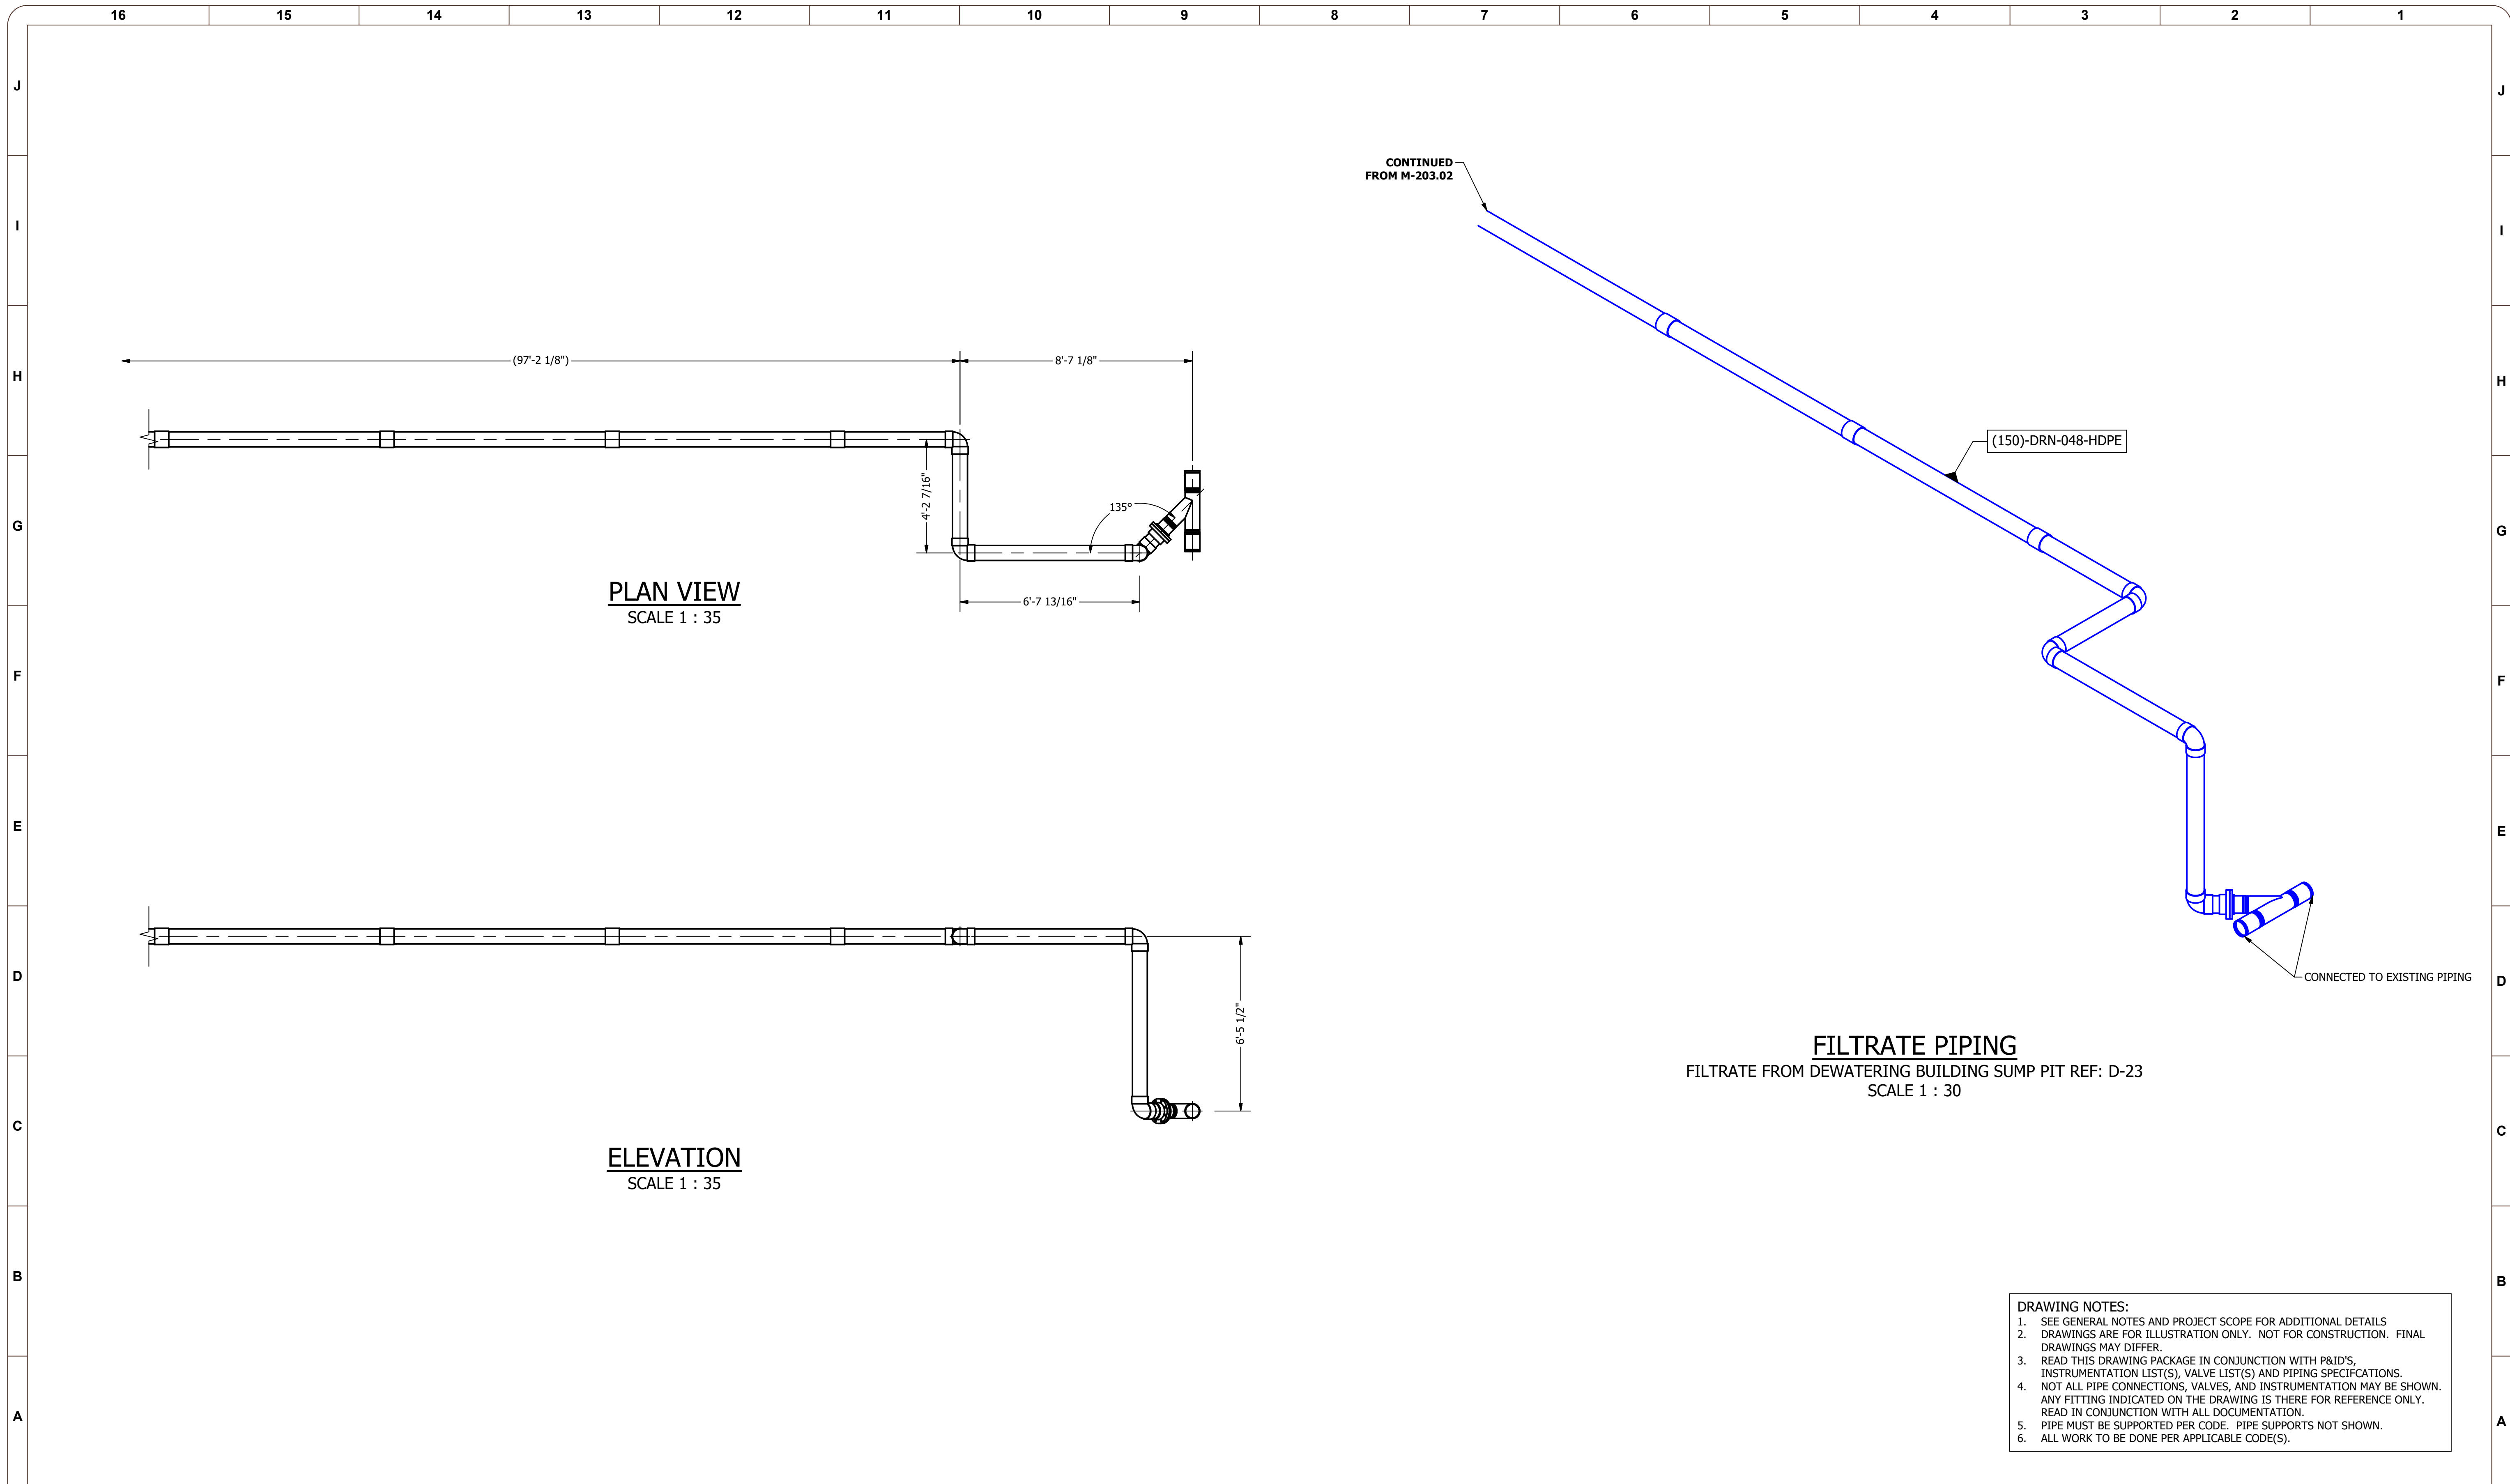 16 15 14 13 12 11 10 9 8 7 6 5 4 3 2 1
J J
CONTINUED
FROM M-203.02
I I
(97'-2 1/8") 8'-7 1/8"
H H
(150)-DRN-048-HDPE
4'-2 7/16"
135°
G G
PLAN VIEW
SCALE 1 : 35
6'-7 13/16"
F F
E E
D D
CONNECTED TO EXISTING PIPING
6'-5 1/2"
FILTRATE PIPING
FILTRATE FROM DEWATERING BUILDING SUMP PIT REF: D-23
SCALE 1 : 30
C C
ELEVATION
SCALE 1 : 35
B B
DRAWING NOTES:
1. SEE GENERAL NOTES AND PROJECT SCOPE FOR ADDITIONAL DETAILS
2. DRAWINGS ARE FOR ILLUSTRATION ONLY. NOT FOR CONSTRUCTION. FINAL
DRAWINGS MAY DIFFER.
3. READ THIS DRAWING PACKAGE IN CONJUNCTION WITH P&ID'S,
INSTRUMENTATION LIST(S), VALVE LIST(S) AND PIPING SPECIFCATIONS.
4. NOT ALL PIPE CONNECTIONS, VALVES, AND INSTRUMENTATION MAY BE SHOWN.
ANY FITTING INDICATED ON THE DRAWING IS THERE FOR REFERENCE ONLY.
READ IN CONJUNCTION WITH ALL DOCUMENTATION.
5. PIPE MUST BE SUPPORTED PER CODE. PIPE SUPPORTS NOT SHOWN.
6. ALL WORK TO BE DONE PER APPLICABLE CODE(S).
A A